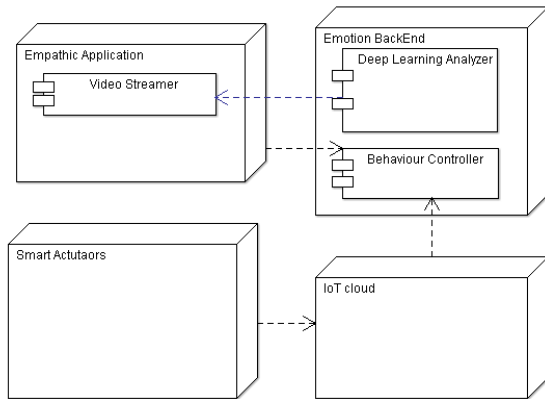 Empathic Application
Video Streamer
Emotion BackEnd
Deep Learning Analyzer
Behaviour Controller
Smart Actutaors
IoT cloud